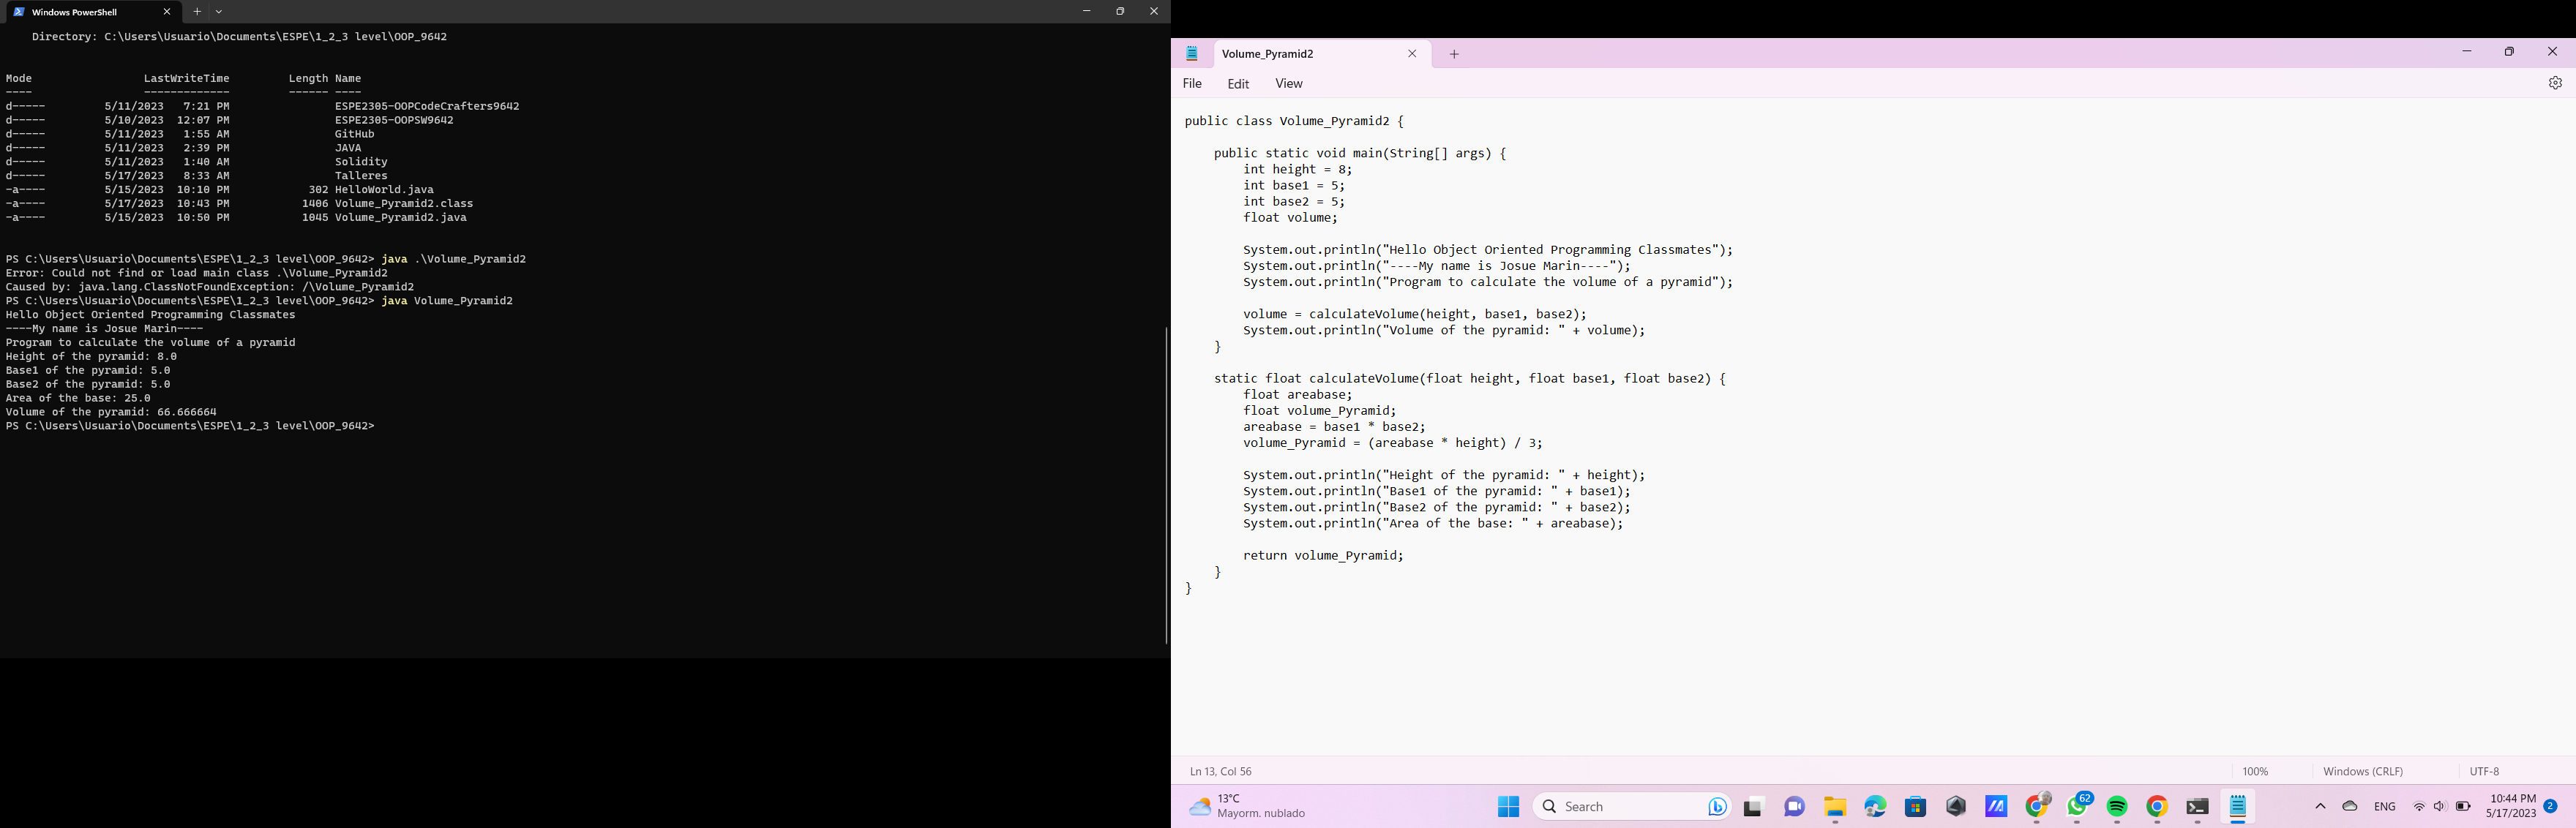 Windows PowerShell
Directory: C:\Users\Usuario\Documents\ESPE\1_2_3 level\OOP_9642
Mode                 LastWriteTime         Length Name
----                 -------------         ------ ----
d-----         5/11/2023   7:21 PM                ESPE2305-OOPCodeCrafters9642
d-----         5/10/2023  12:07 PM                ESPE2305-OOPSW9642
d-----         5/11/2023   1:55 AM                GitHub
d-----         5/11/2023   2:39 PM                JAVA
d-----         5/11/2023   1:40 AM                Solidity
d-----         5/17/2023   8:33 AM                Talleres
-a----         5/15/2023  10:10 PM            302 HelloWorld.java
-a----         5/17/2023  10:43 PM           1406 Volume_Pyramid2.class
-a----         5/15/2023  10:50 PM           1045 Volume_Pyramid2.java
PS C:\Users\Usuario\Documents\ESPE\1_2_3 level\OOP_9642> java .\Volume_Pyramid2
Error: Could not find or load main class .\Volume_Pyramid2
Caused by: java.lang.ClassNotFoundException: /\Volume_Pyramid2
PS C:\Users\Usuario\Documents\ESPE\1_2_3 level\OOP_9642> java Volume_Pyramid2
Hello Object Oriented Programming Classmates
----My name is Josue Marin----
Program to calculate the volume of a pyramid
Height of the pyramid: 8.0
Base1 of the pyramid: 5.0
Base2 of the pyramid: 5.0
Area of the base: 25.0
Volume of the pyramid: 66.666664
PS C:\Users\Usuario\Documents\ESPE\1_2_3 level\OOP_9642>
Volume_Pyramid2
File Edit View
public class Volume_Pyramid2 {
    public static void main(String[] args) {
        int height = 8;
        int base1 = 5;
        int base2 = 5;
        float volume;
        System.out.println("Hello Object Oriented Programming Classmates");
        System.out.println("----My name is Josue Marin----");
        System.out.println("Program to calculate the volume of a pyramid");
        volume = calculateVolume(height, base1, base2);
        System.out.println("Volume of the pyramid: " + volume);
    }
    static float calculateVolume(float height, float base1, float base2) {
        float areabase;
        float volume_Pyramid;
        areabase = base1 * base2;
        volume_Pyramid = (areabase * height) / 3;
        System.out.println("Height of the pyramid: " + height);
        System.out.println("Base1 of the pyramid: " + base1);
        System.out.println("Base2 of the pyramid: " + base2);
        System.out.println("Area of the base: " + areabase);
        return volume_Pyramid;
    }
}
Ln 13, Col 56
100%
Windows (CRLF)
UTF-8
13°C
Mayorm. nublado
Search
62
ENG
10:44 PM
5/17/2023
2